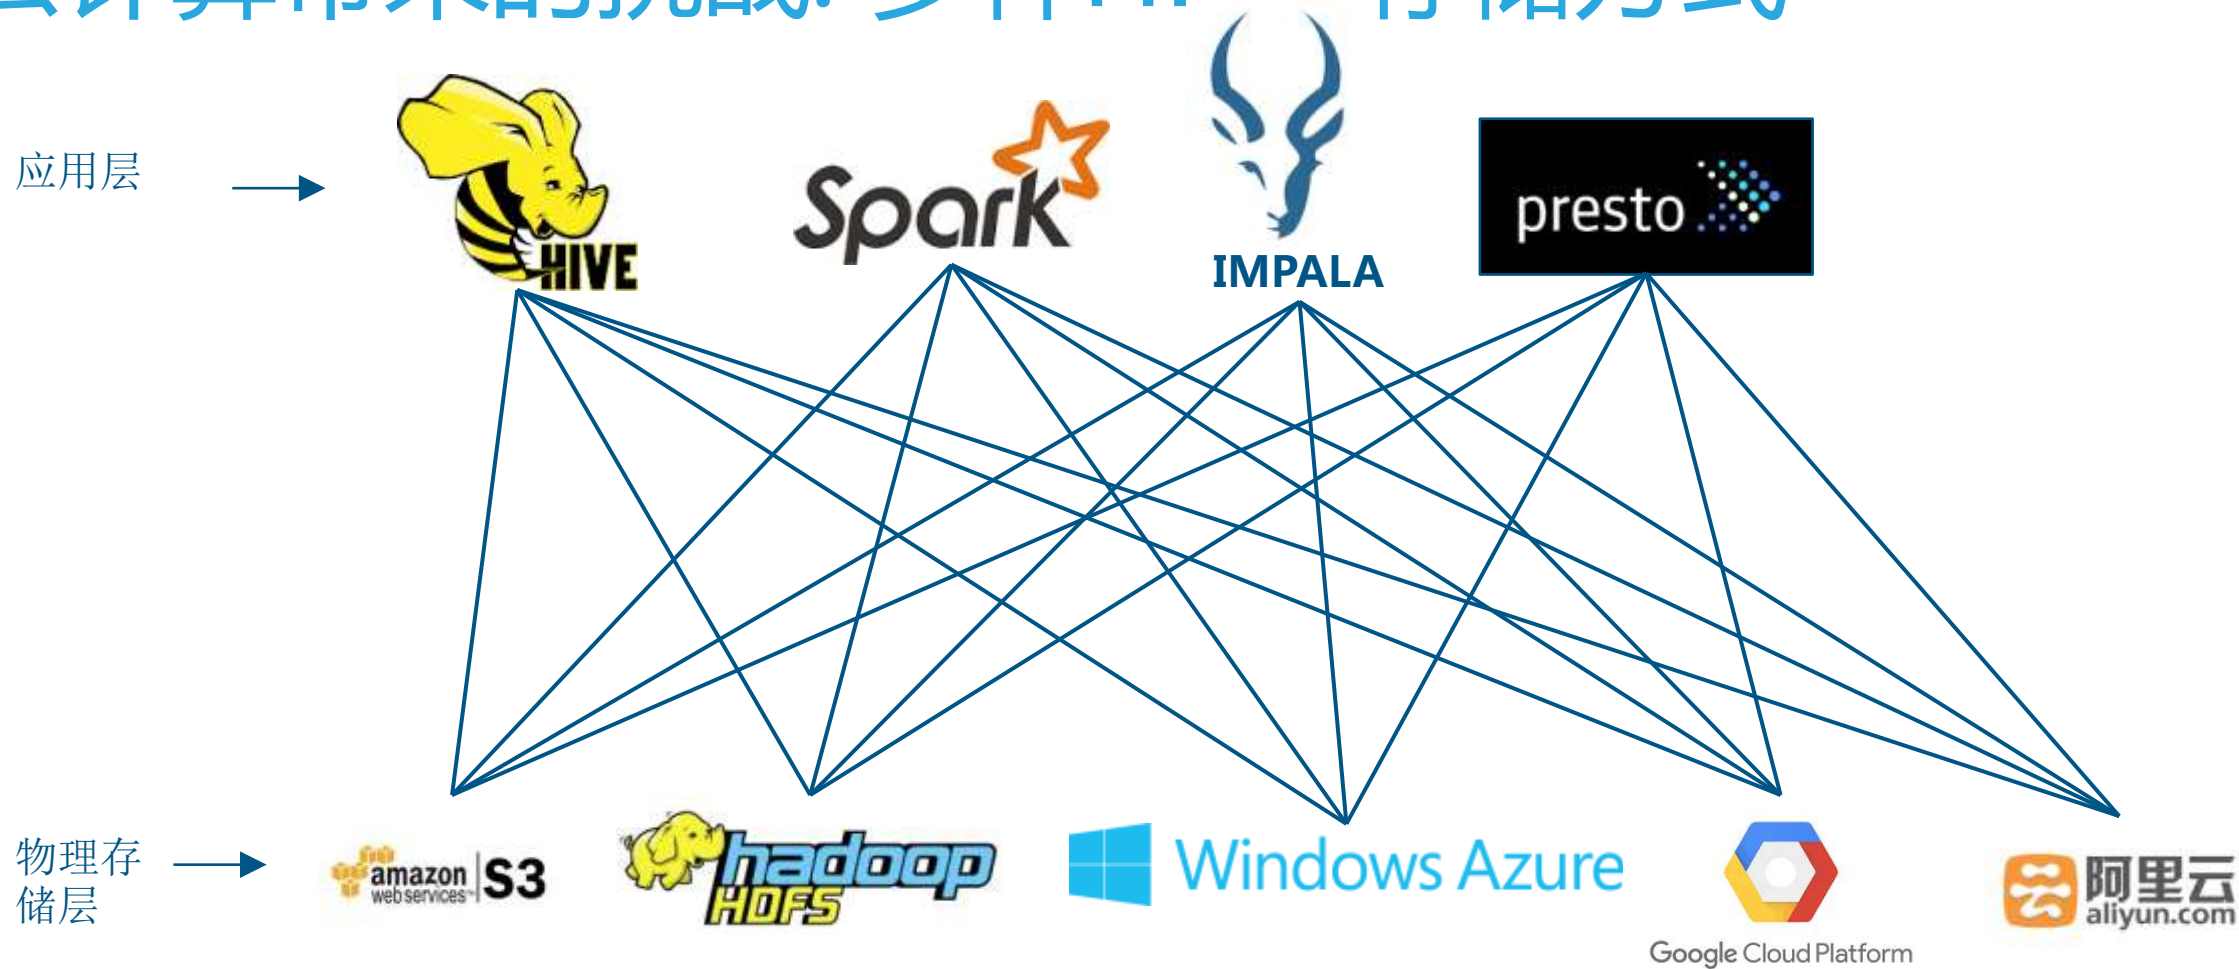 应用层
HIVE
Spark
IMPALA
presto
物理存
储层
amazon
web services
S3
hadoop
HDFS
Windows Azure
Google Cloud Platform
阿里云
aliyun.com